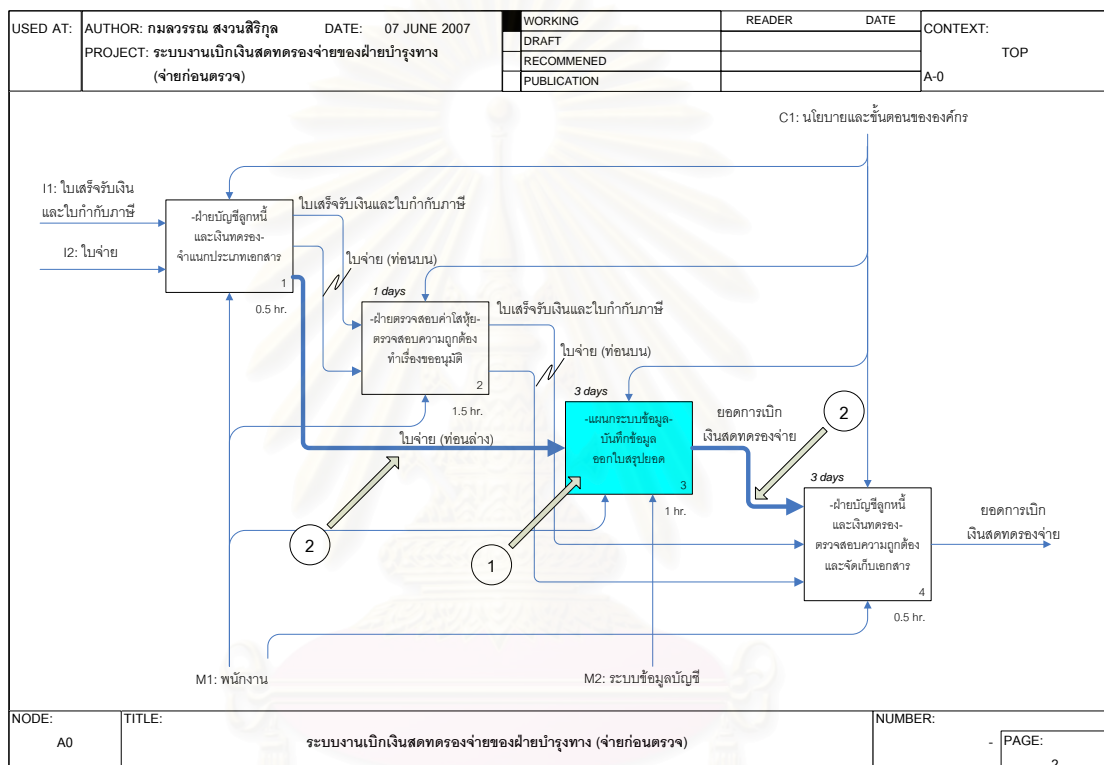 USED AT:
AUTHOR: กมลวรรณ สงวนสิริกุล
DATE: 07 JUNE 2007
PROJECT: ระบบงานเบิกเงินสดทดรองจ่ายของฝ่ายบำรุงทาง
(จ่ายก่อนตรวจ)
WORKING
DRAFT
RECOMMENED
PUBLICATION
READER DATE
CONTEXT:
TOP
A-0
C1: นโยบายและขั้นตอนขององค์กร
I1: ใบเสร็จรับเงิน
และใบกำกับภาษี
I2: ใบจ่าย
-ฝ่ายบัญชีลูกหนี้
และเงินทดรอง-
จำแนกประเภทเอกสาร
1
0.5 hr.
ใบเสร็จรับเงินและใบกำกับภาษี
ใบจ่าย (ท่อนบน)
1 days
-ฝ่ายตรวจสอบค่าโสหุ้ย-
ตรวจสอบความถูกต้อง
ทำเรื่องขออนุมัติ
2
1.5 hr.
ใบเสร็จรับเงินและใบกำกับภาษี
ใบจ่าย (ท่อนบน)
ใบจ่าย (ท่อนล่าง)
3 days
-แผนกระบบข้อมูล-
บันทึกข้อมูล
ออกใบสรุปยอด
3
1 hr.
ยอดการเบิก
เงินสดทดรองจ่าย
2
3 days
-ฝ่ายบัญชีลูกหนี้
และเงินทดรอง-
ตรวจสอบความถูกต้อง
และจัดเก็บเอกสาร
4
0.5 hr.
ยอดการเบิก
เงินสดทดรองจ่าย
2
1
M1: พนักงาน
M2: ระบบข้อมูลบัญชี
NODE:
A0
TITLE:
ระบบงานเบิกเงินสดทดรองจ่ายของฝ่ายบำรุงทาง (จ่ายก่อนตรวจ)
NUMBER:
-
PAGE:
2